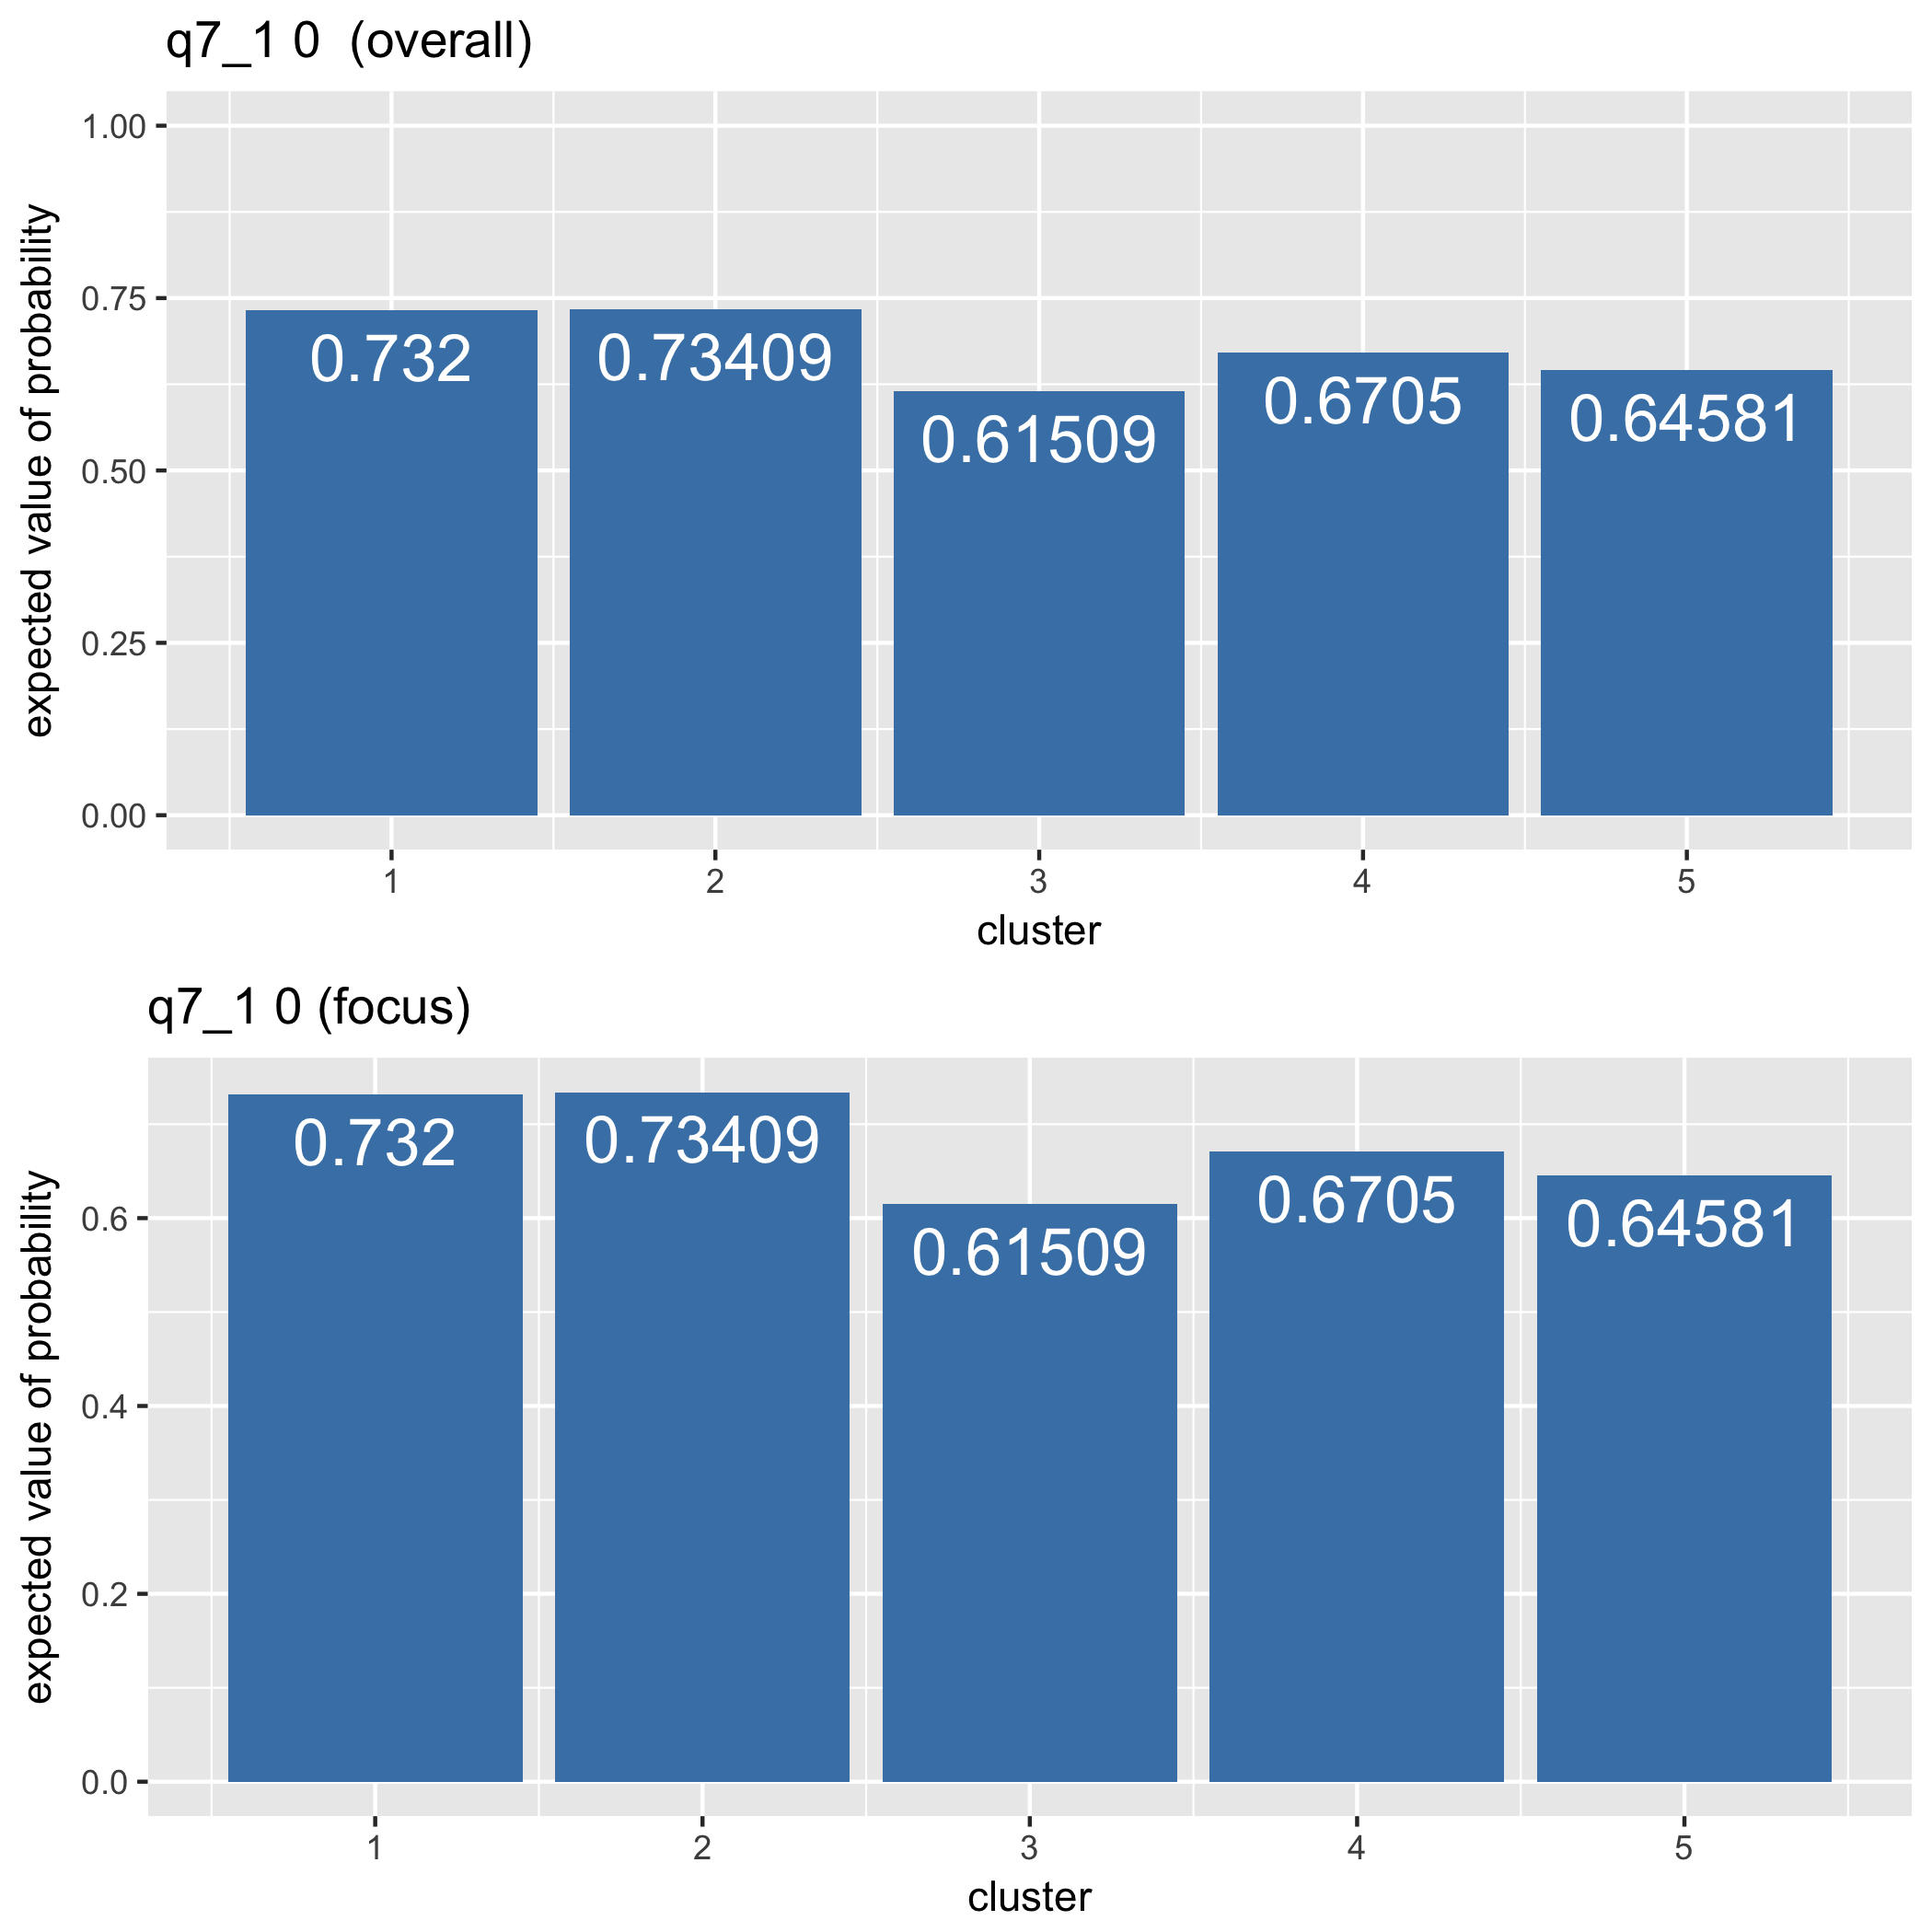 q7_1 0  (overall)
expected value of probability
1.00
0.75
0.50
0.25
0.00
0.732
0.73409
0.61509
0.6705
0.64581
1 2 3 4 5
cluster
q7_1 0 (focus)
expected value of probability
0.6
0.4
0.2
0.0
0.732
0.73409
0.61509
0.6705
0.64581
1 2 3 4 5
cluster